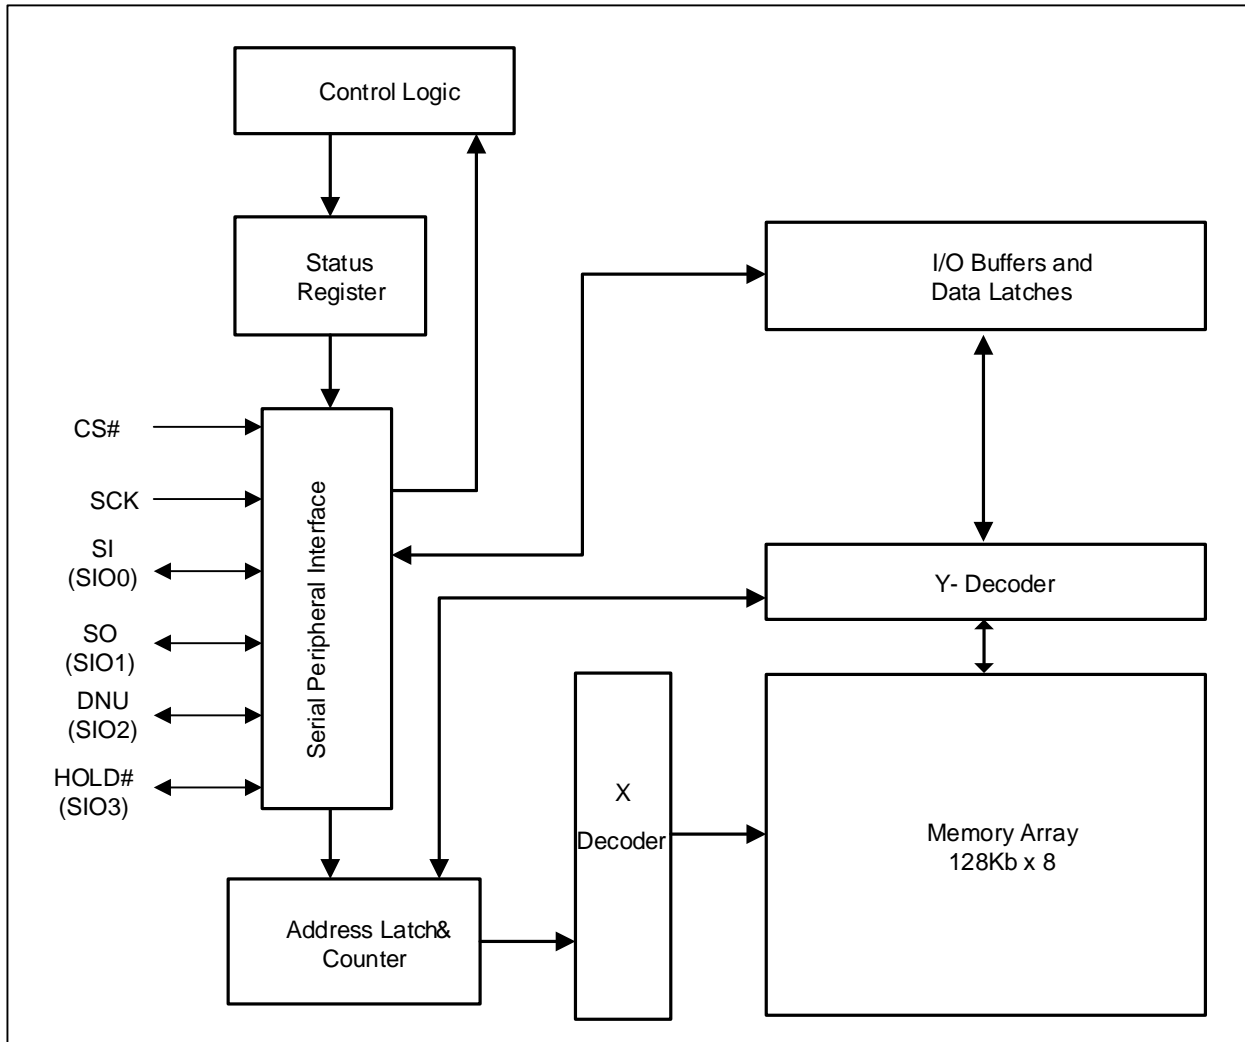 Control Logic
Status
Register
I/O Buffers and
Data Latches
CS#
SCK
SI
(SIO0)
SO
(SIO1)
DNU
(SIO2)
HOLD#
(SIO3)
Serial Peripheral Interface
Y- Decoder
X
Decoder
Memory Array
128Kb x 8
Address Latch&
Counter